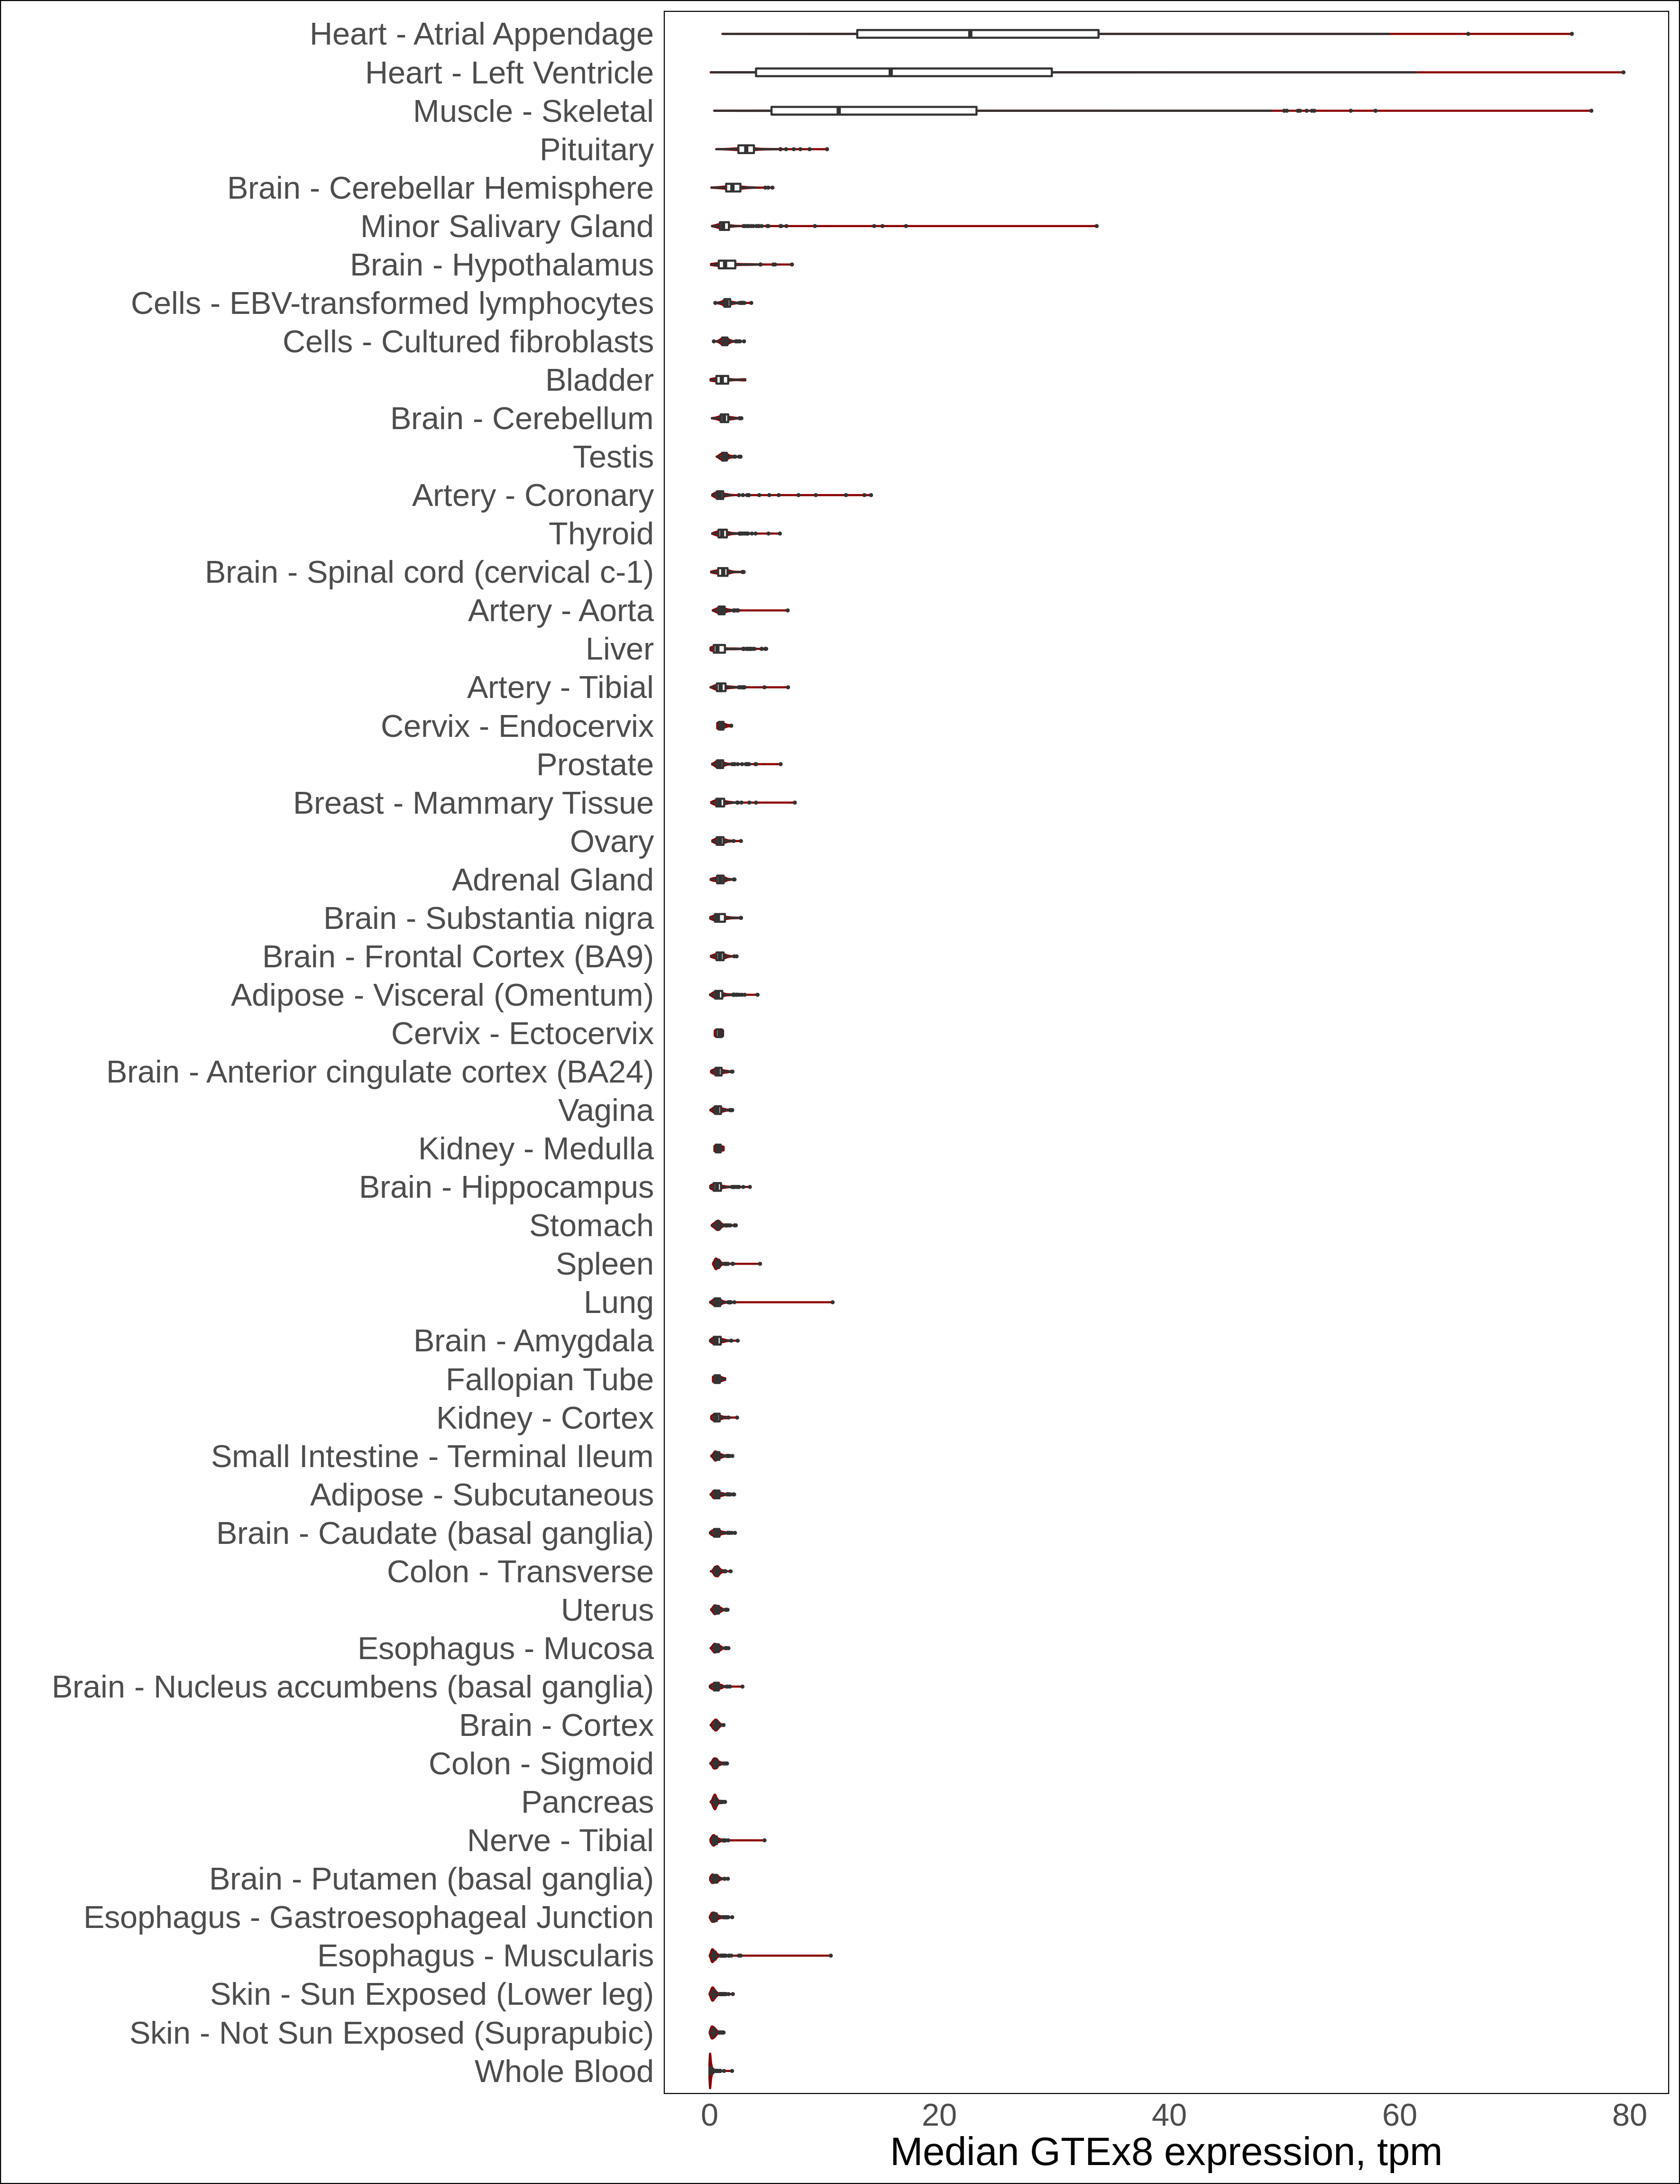 Heart - Atrial Appendage
Heart - Left Ventricle
Muscle - Skeletal
Pituitary
Brain - Cerebellar Hemisphere
Minor Salivary Gland
Brain - Hypothalamus
Cells - EBV-transformed lymphocytes
Cells - Cultured fibroblasts
Bladder
Brain - Cerebellum
Testis
Artery - Coronary
Thyroid
Brain - Spinal cord (cervical c-1)
Artery - Aorta
Liver
Artery - Tibial
Cervix - Endocervix
Prostate
Breast - Mammary Tissue
Ovary
Adrenal Gland
Brain - Substantia nigra
Brain - Frontal Cortex (BA9)
Adipose - Visceral (Omentum)
Cervix - Ectocervix
Brain - Anterior cingulate cortex (BA24)
Vagina
Kidney - Medulla
Brain - Hippocampus
Stomach
Spleen
Lung
Brain - Amygdala
Fallopian Tube
Kidney - Cortex
Small Intestine - Terminal Ileum
Adipose - Subcutaneous
Brain - Caudate (basal ganglia)
Colon - Transverse
Uterus
Esophagus - Mucosa
Brain - Nucleus accumbens (basal ganglia)
Brain - Cortex
Colon - Sigmoid
Pancreas
Nerve - Tibial
Brain - Putamen (basal ganglia)
Esophagus - Gastroesophageal Junction
Esophagus - Muscularis
Skin - Sun Exposed (Lower leg)
Skin - Not Sun Exposed (Suprapubic)
Whole Blood
0 20 40 60 80
Median GTEx8 expression, tpm